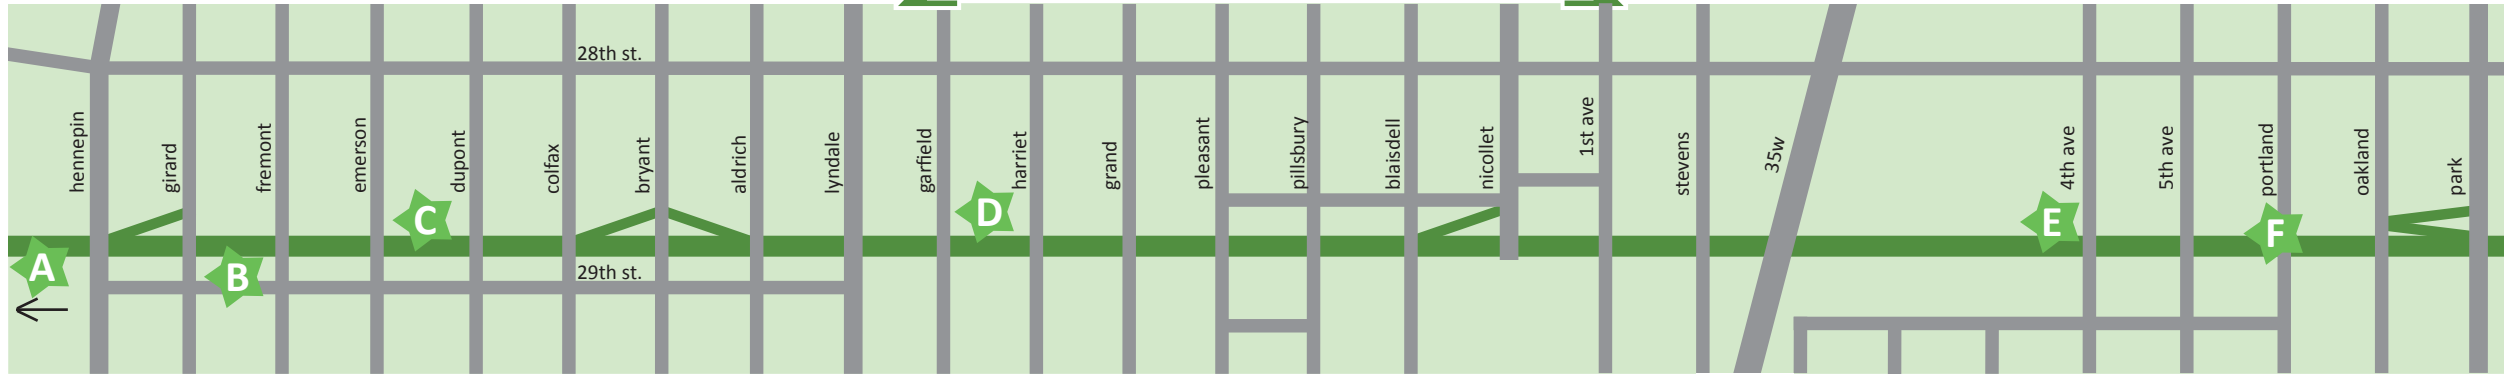 28th st.
hennepin
girard
fremont
emerson
dupont
colfax
bryant
aldrich
lyndale
garfield
harriet
grand
pleasant
pillsbury
blaisdell
nicollet
1st ave
stevens
35w
4th ave
5th ave
portland
oakland
park
A
B
C
D
E
F
29th st.